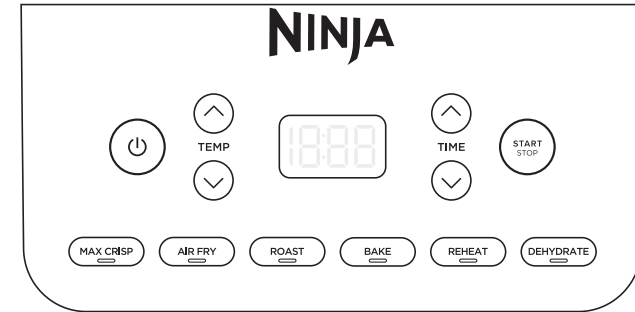 NINJA
TEMP
18:88
TIME
START
STOP
MAX CRISP
AIR FRY
ROAST
BAKE
REHEAT
DEHYDRATE